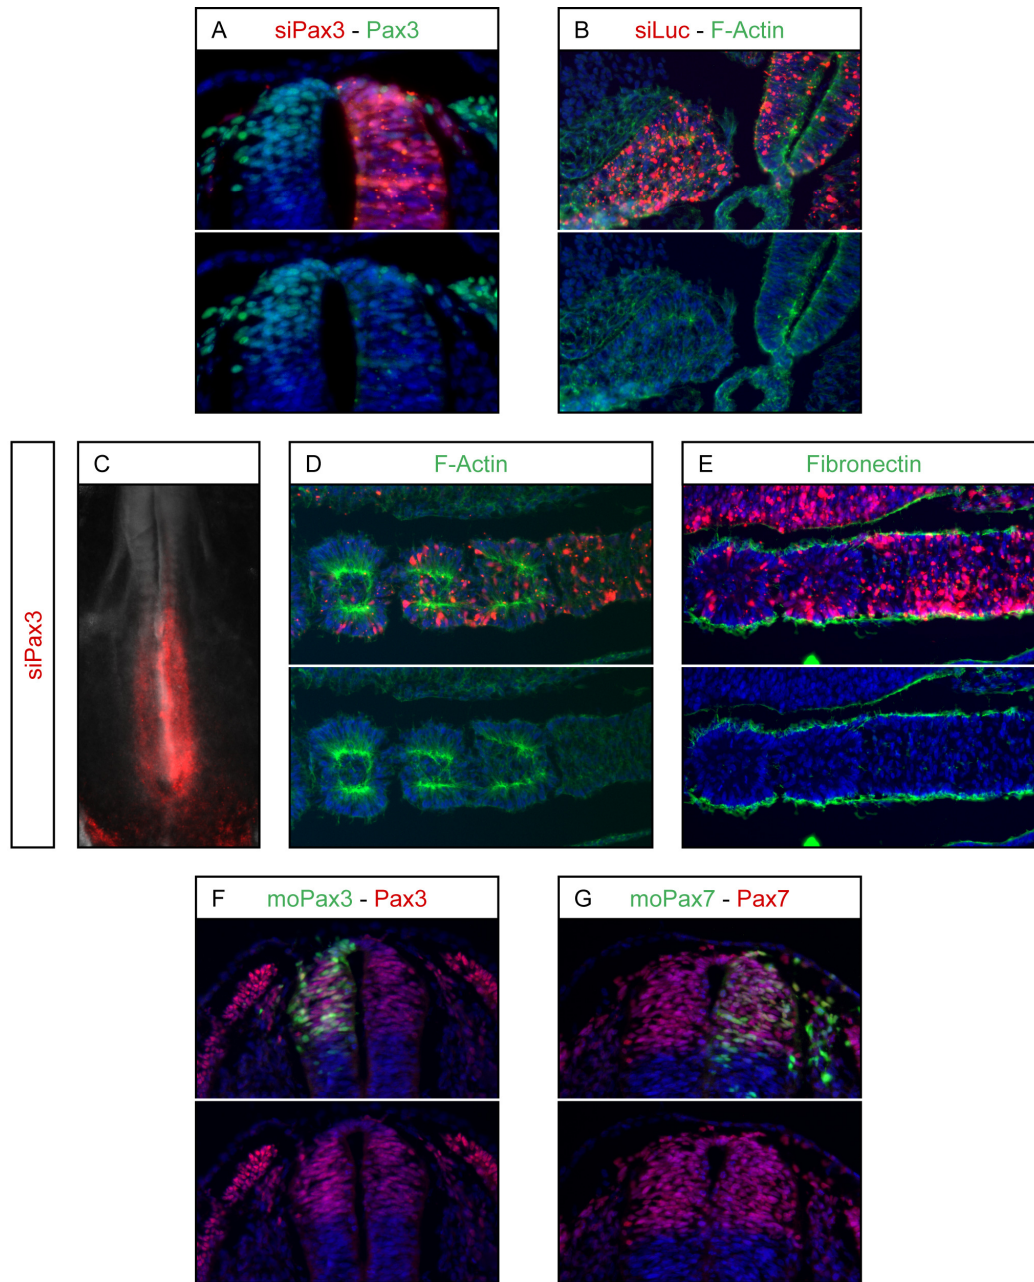 A siPax3 - Pax3
B siLuc - F-Actin
siPax3
C
D F-Actin
E Fibronectin
F moPax3 - Pax3
G moPax7 - Pax7